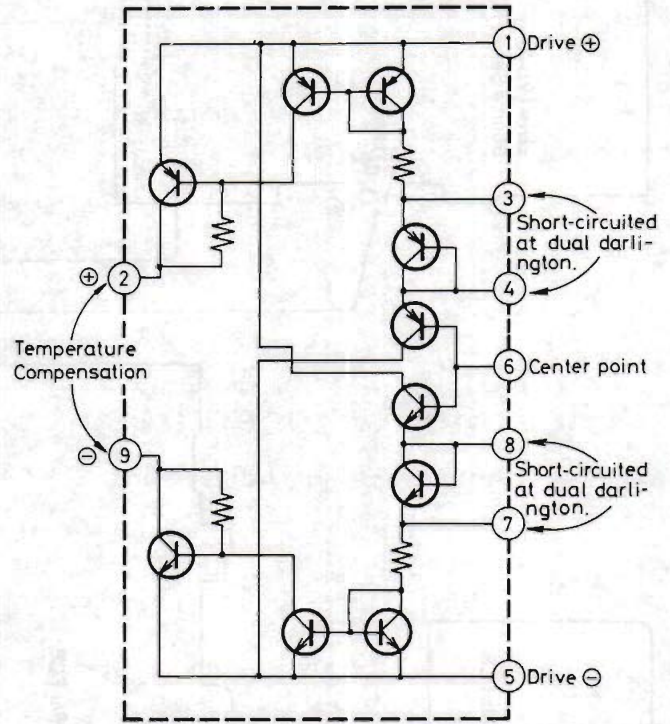 1 Drive ⊕
3
Short-circuited
at dual darli-
ngton.
4
⊕ 2
Temperature
Compensation
6 Center point
⊖ 9
8
Short-circuited
at dual darli-
ngton.
7
5 Drive ⊖